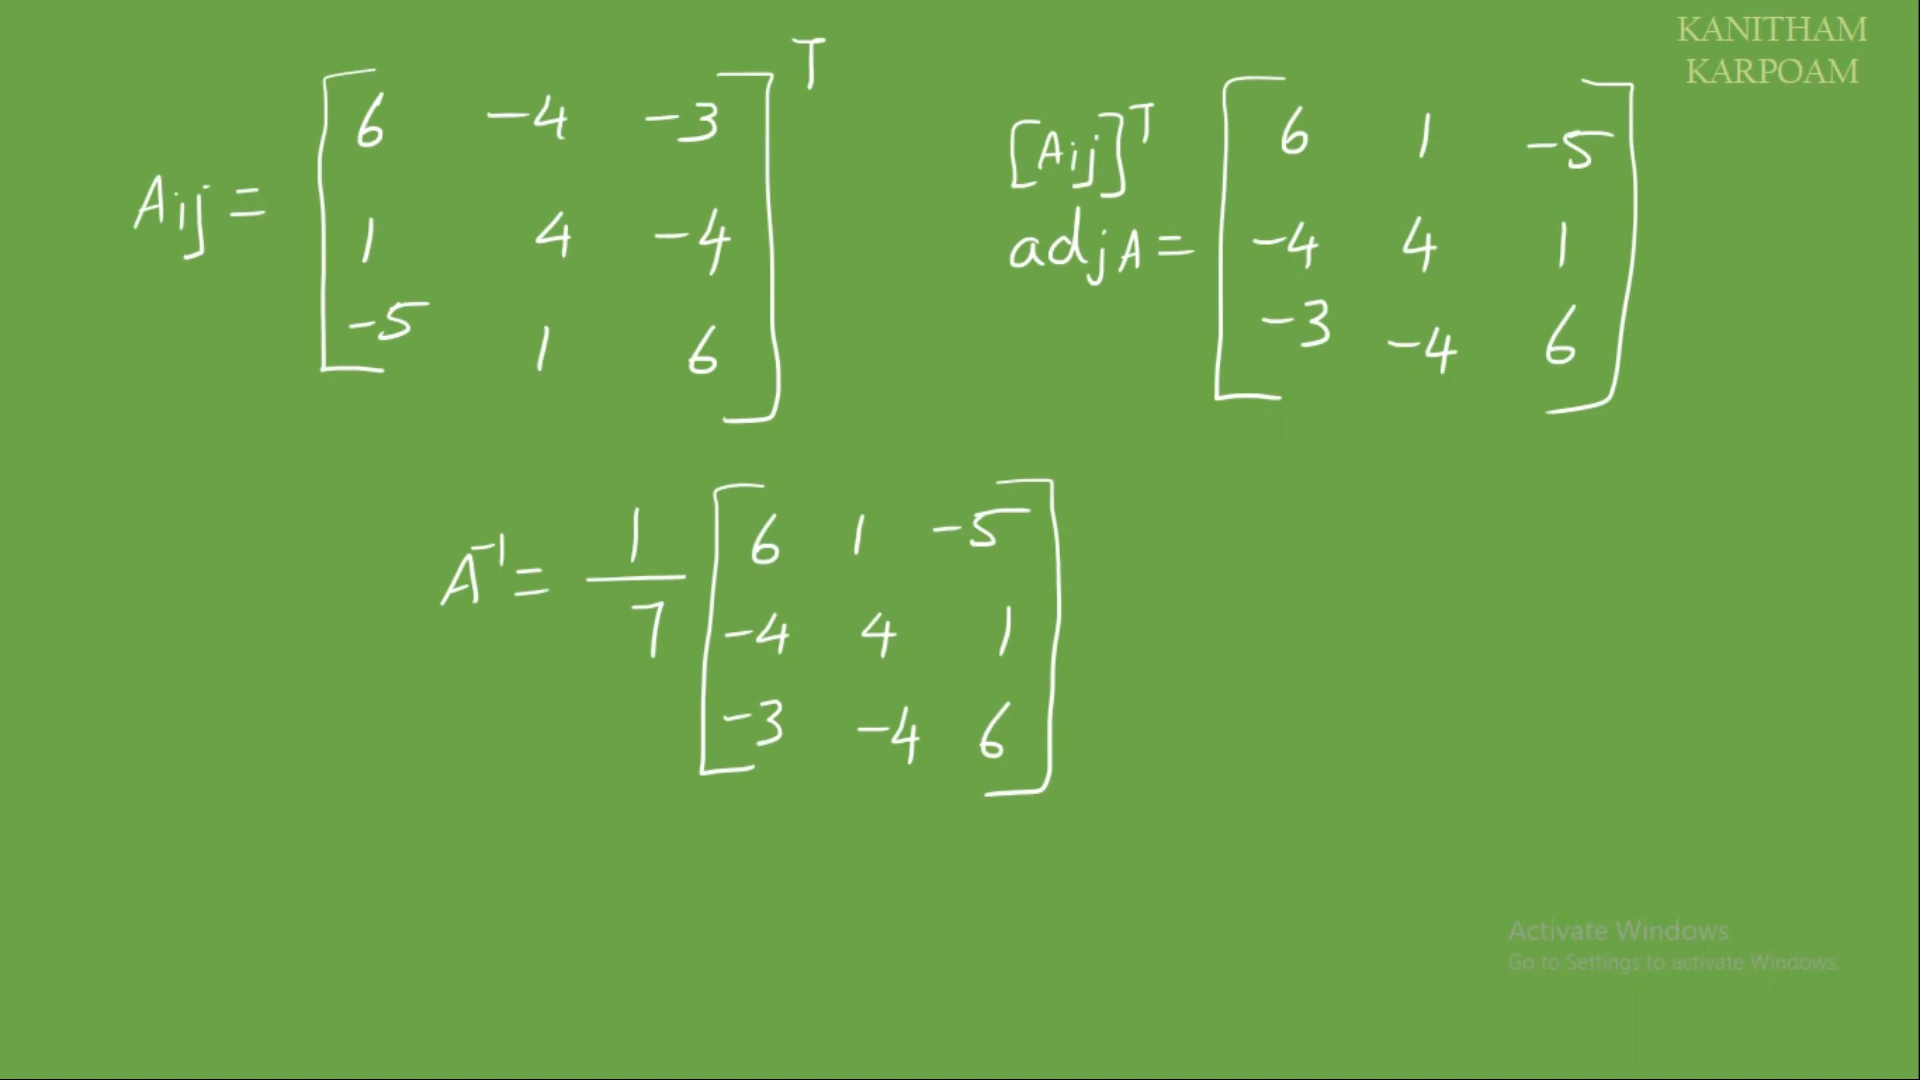 KANITHAM
KARPOAM
Aij = [6 -4 -3]T
[1 4 -4]
[-5 1 6]
[Aij]T
adjA = [6 1 -5]
[-4 4 1]
[-3 -4 6]
A-1 = 1/7 [6 1 -5]
[-4 4 1]
[-3 -4 6]
Activate Windows
Go to Settings to activate Windows.